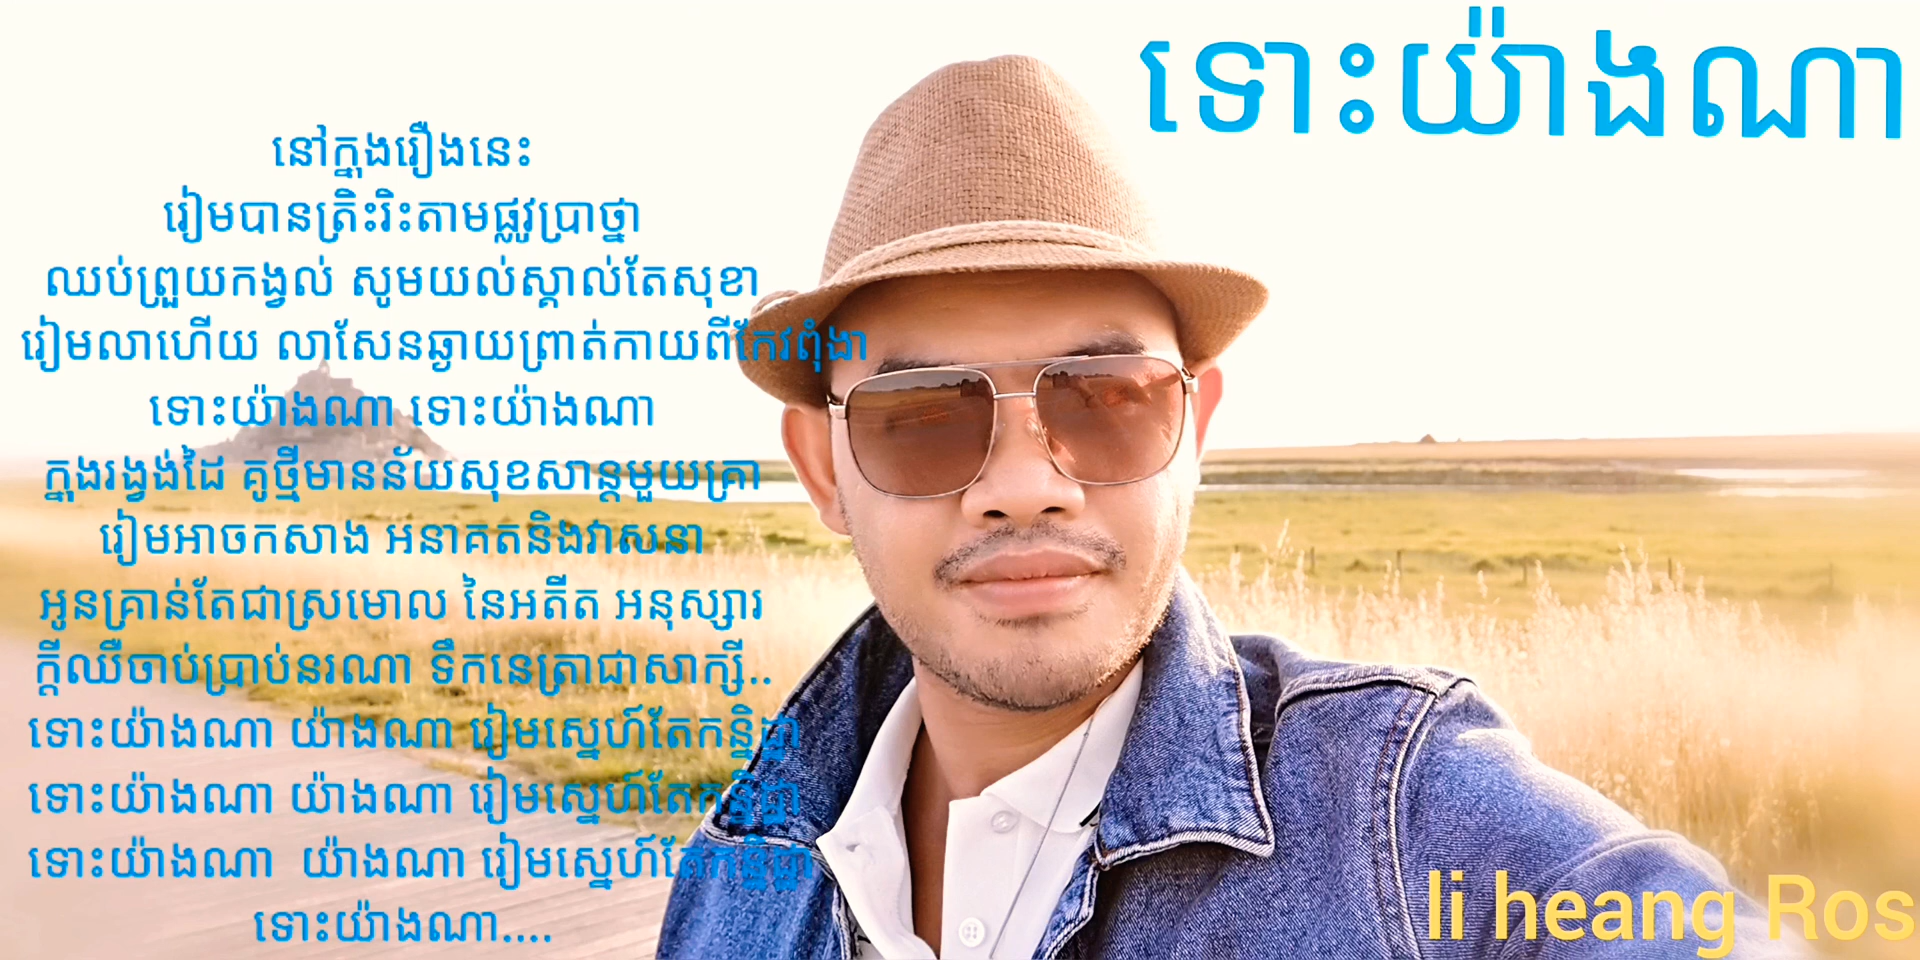 ទោះយ៉ាងណា
នៅក្នុងរឿងនេះ
រៀមបានត្រិះរិះតាមផ្លូវប្រាថ្នា
ឈប់ព្រួយកង្វល់ សូមយល់ស្គាល់តែសុខា
រៀមលាហើយ លាសែនឆ្ងាយព្រាត់កាយពីកែវពុំងា
ទោះយ៉ាងណា ទោះយ៉ាងណា
ក្នុងរង្វង់ដៃ គូថ្មីមានន័យសុខសាន្តមួយគ្រា
រៀមអាចកសាង អនាគតនិងវាសនា
អូនគ្រាន់តែជាស្រមោល នៃអតីត អនុស្សារ
ក្ដីឈឺចាប់ប្រាប់នរណា ទឹកនេត្រាជាសាក្សី..
ទោះយ៉ាងណា យ៉ាងណា រៀមស្នេហ៍តែកន្និដ្ឋា
ទោះយ៉ាងណា យ៉ាងណា រៀមស្នេហ៍តែកន្និដ្ឋា
ទោះយ៉ាងណា  យ៉ាងណា រៀមស្នេហ៍តែកន្និដ្ឋា
ទោះយ៉ាងណា....
li heang Ros